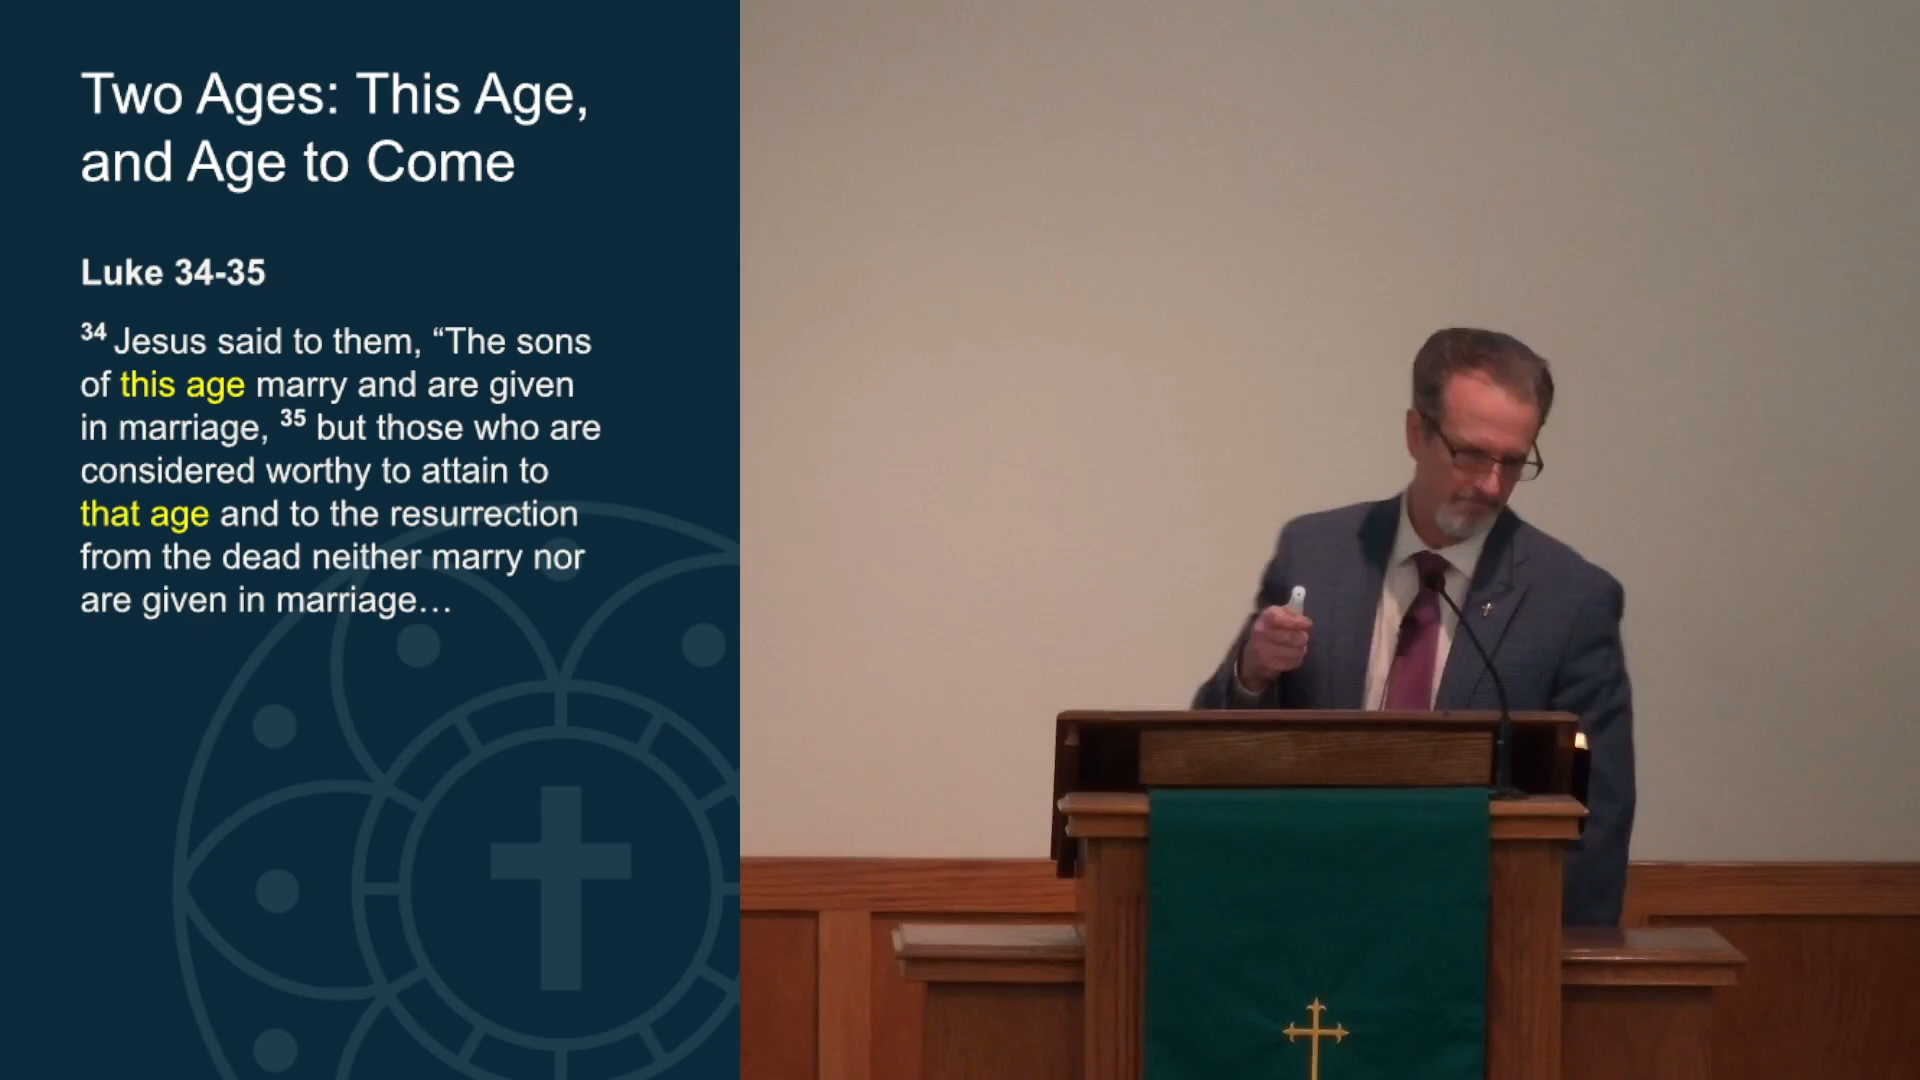 Two Ages: This Age,
and Age to Come
Luke 34-35
34 Jesus said to them, “The sons
of this age marry and are given
in marriage, 35 but those who are
considered worthy to attain to
that age and to the resurrection
from the dead neither marry nor
are given in marriage…